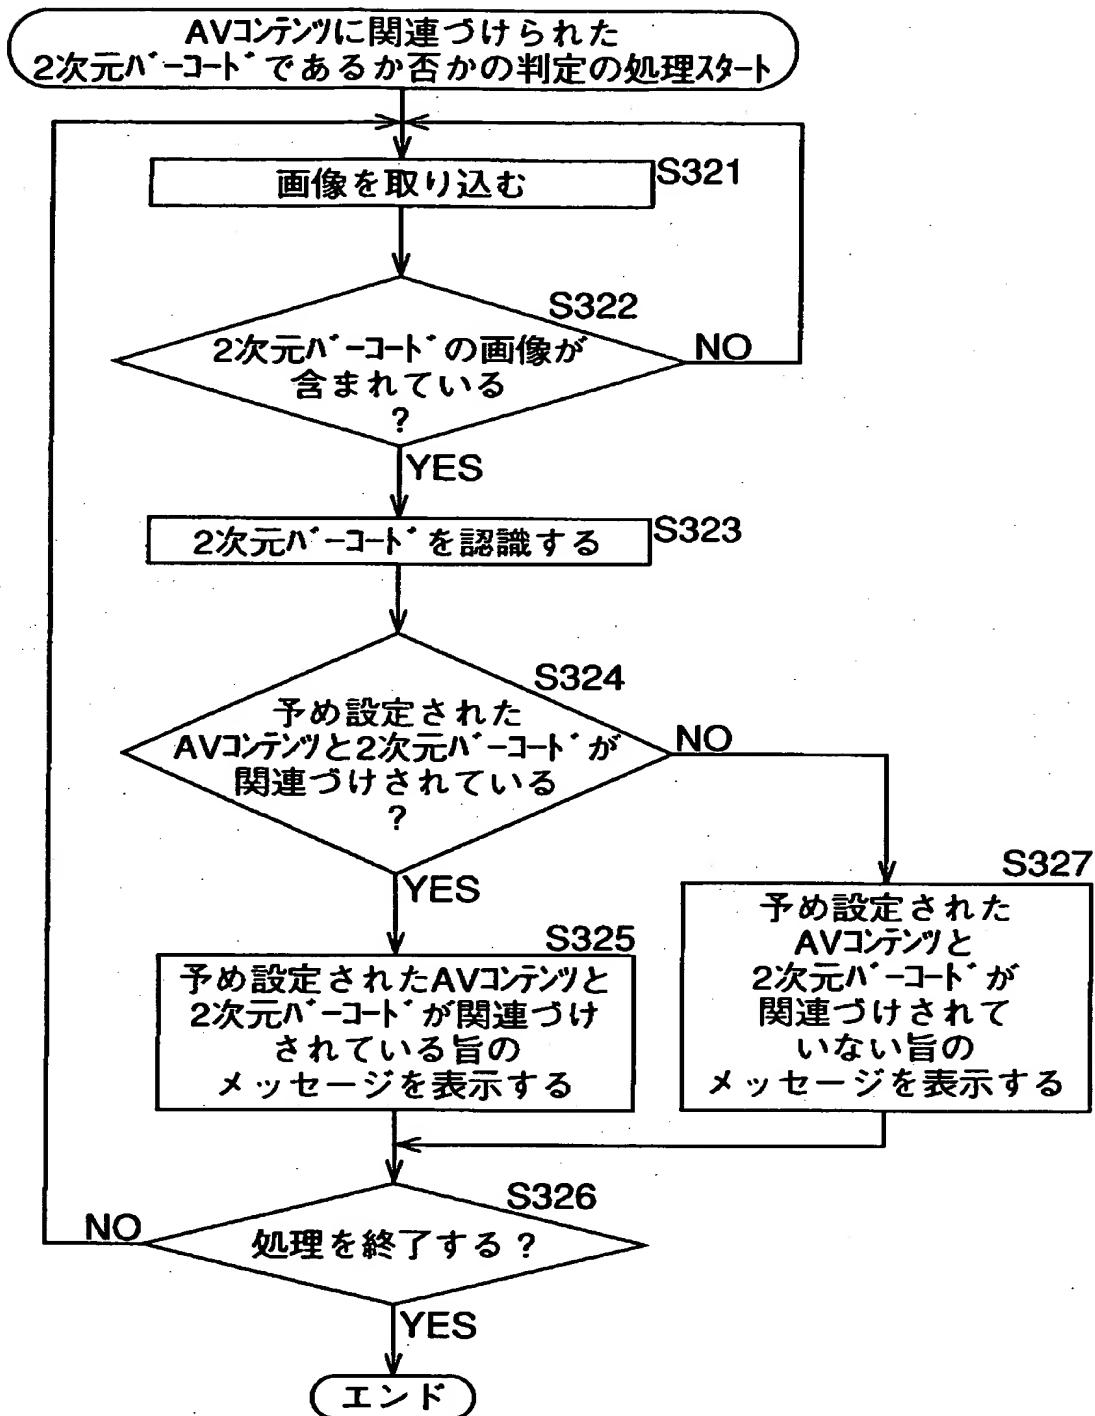 AVコンテンツに関連づけられた
2次元バーコードであるか否かの判定の処理スタート
画像を取り込む
S321
S322
2次元バーコードの画像が
含まれている
?
NO
YES
2次元バーコードを認識する
S323
S324
予め設定された
AVコンテンツと2次元バーコードが
関連づけされている
?
NO
YES
S325
予め設定されたAVコンテンツと
2次元バーコードが関連づけ
されている旨の
メッセージを表示する
S327
予め設定された
AVコンテンツと
2次元バーコードが
関連づけされて
いない旨の
メッセージを表示する
S326
NO
処理を終了する?
YES
エンド